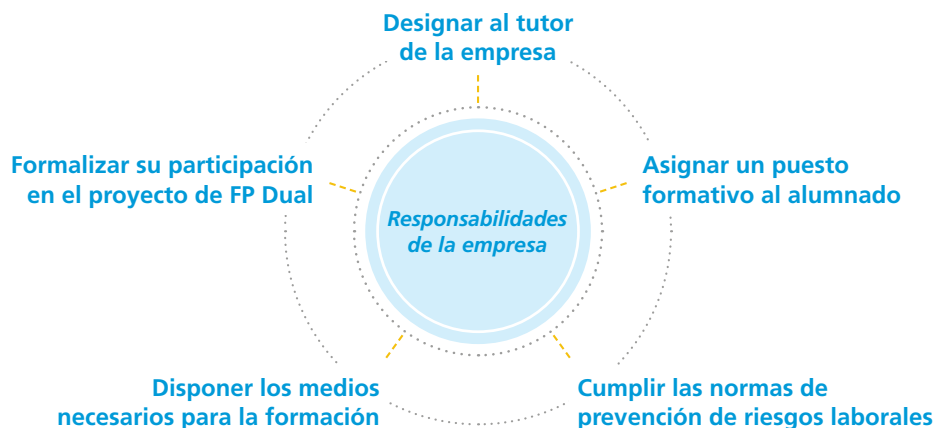 Designar al tutor
de la empresa
Formalizar su participación
en el proyecto de FP Dual
Asignar un puesto
formativo al alumnado
Responsabilidades
de la empresa
Disponer los medios
necesarios para la formación
Cumplir las normas de
prevención de riesgos laborales